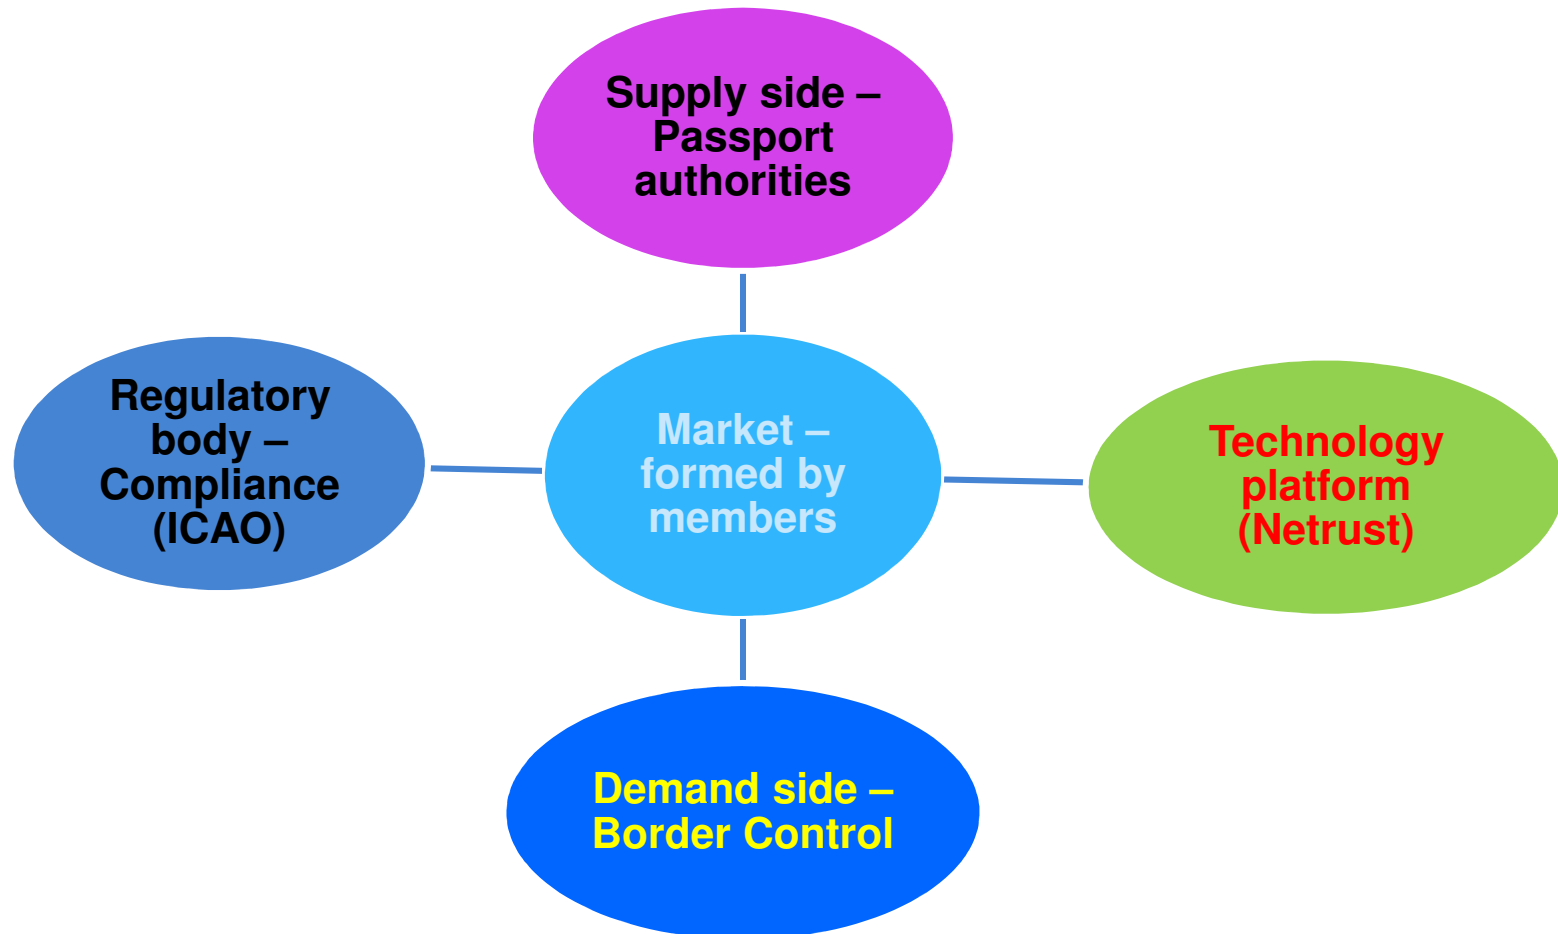 Supply side –
Passport
authorities
Regulatory
body –
Compliance
(ICAO)
Market –
formed by
members
Technology
platform
(Netrust)
Demand side –
Border Control